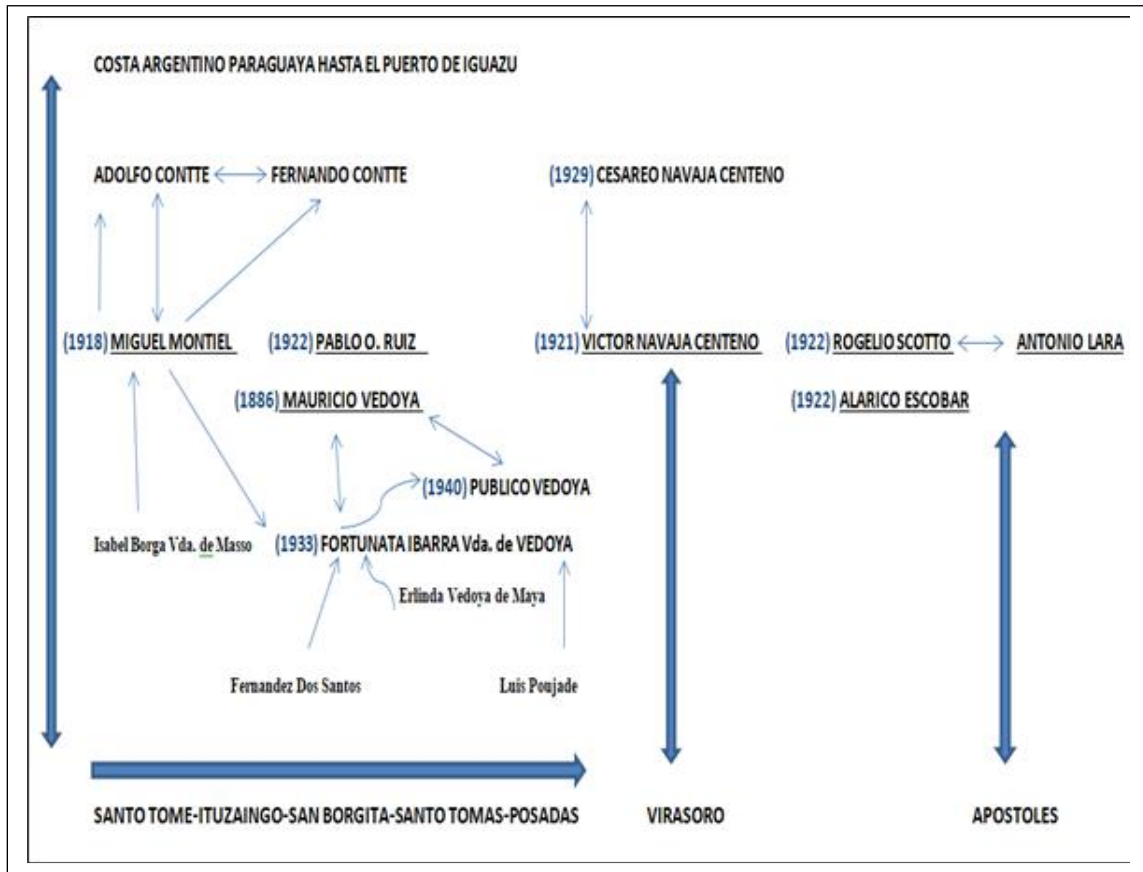 COSTA ARGENTINO PARAGUAYA HASTA EL PUERTO DE IGUAZU
ADOLFO CONTTE FERNANDO CONTTE (1929) CESAREO NAVAJA CENTENO
(1918) MIGUEL MONTIEL (1922) PABLO O. RUIZ (1921) VICTOR NAVAJA CENTENO (1922) ROGELIO SCOTTO ANTONIO LARA
(1886) MAURICIO VEDOYA (1922) ALARICO ESCOBAR
(1940) PUBLICO VEDOYA
Isabel Borga Vda. de Masso (1933) FORTUNATA IBARRA Vda. de VEDOYA
Erlinda Vedoya de Maya
Fernandez Dos Santos Luis Poujade
SANTO TOME-ITUZAINGO-SAN BORGITA-SANTO TOMAS-POSADAS VIRASORO APOSTOLES